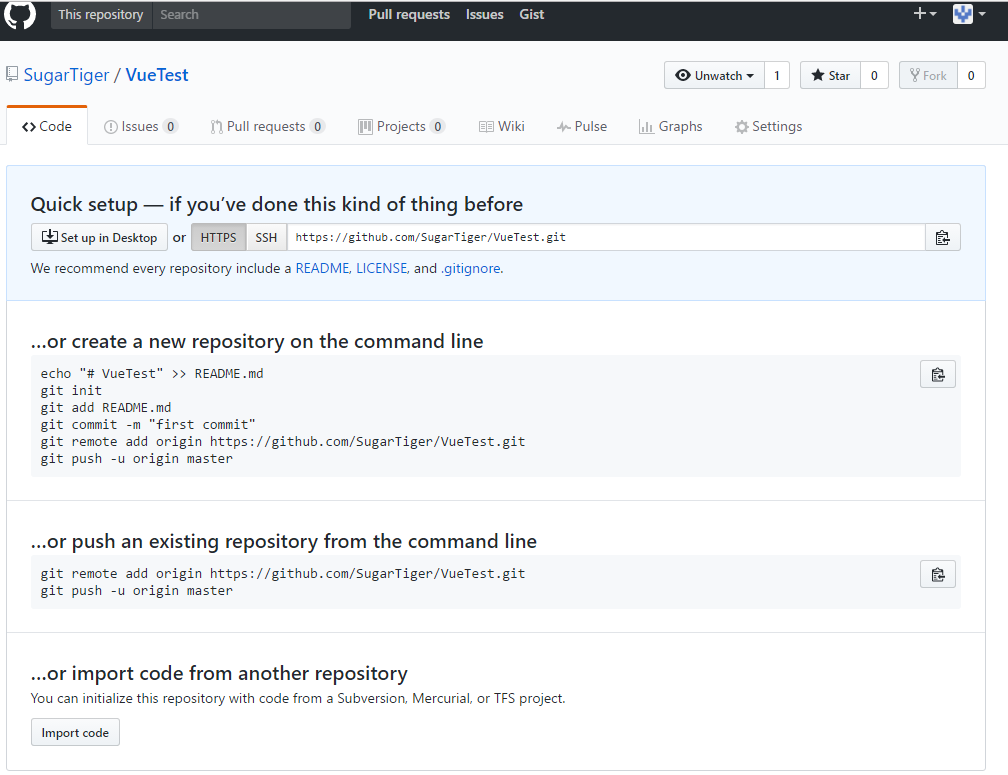 This repository Search Pull requests Issues Gist
SugarTiger / VueTest Unwatch 1 Star 0 Fork 0
Code Issues 0 Pull requests 0 Projects 0 Wiki Pulse Graphs Settings
Quick setup — if you’ve done this kind of thing before
Set up in Desktop or HTTPS SSH https://github.com/SugarTiger/VueTest.git
We recommend every repository include a README, LICENSE, and .gitignore.
…or create a new repository on the command line
echo "# VueTest" >> README.md
git init
git add README.md
git commit -m "first commit"
git remote add origin https://github.com/SugarTiger/VueTest.git
git push -u origin master
…or push an existing repository from the command line
git remote add origin https://github.com/SugarTiger/VueTest.git
git push -u origin master
…or import code from another repository
You can initialize this repository with code from a Subversion, Mercurial, or TFS project.
Import code